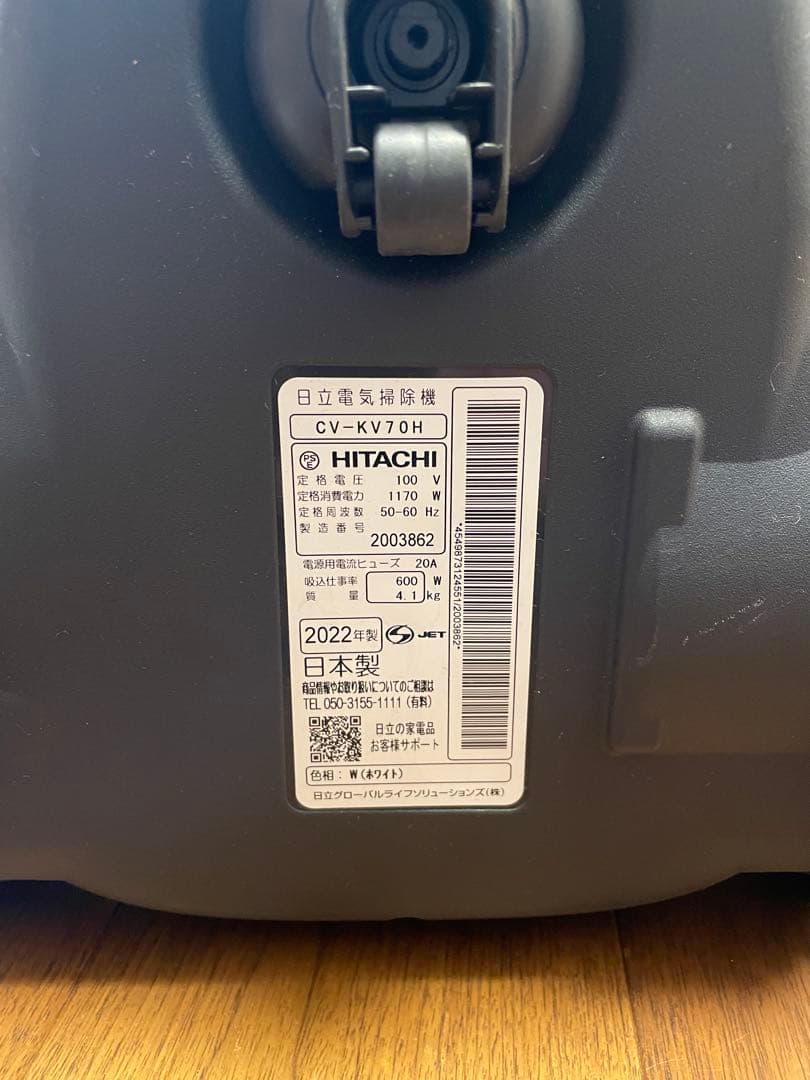 日立電気掃除機
CV-KV70H
PSE HITACHI
定格電圧 100 V
定格消費電力 1170 W
定格周波数 50-60 Hz
製造番号
2003862
電源用電流ヒューズ 20A
吸込仕事率 600 W
質量 4.1 kg
2022年製 S JET
日本製
商品情報やお取り扱いについてのご相談は
TEL 050-3155-1111 (有料)
日立の家電品
お客様サポート
色相: W(ホワイト)
日立グローバルライフソリューションズ(株)
*4549873124551/2003862*